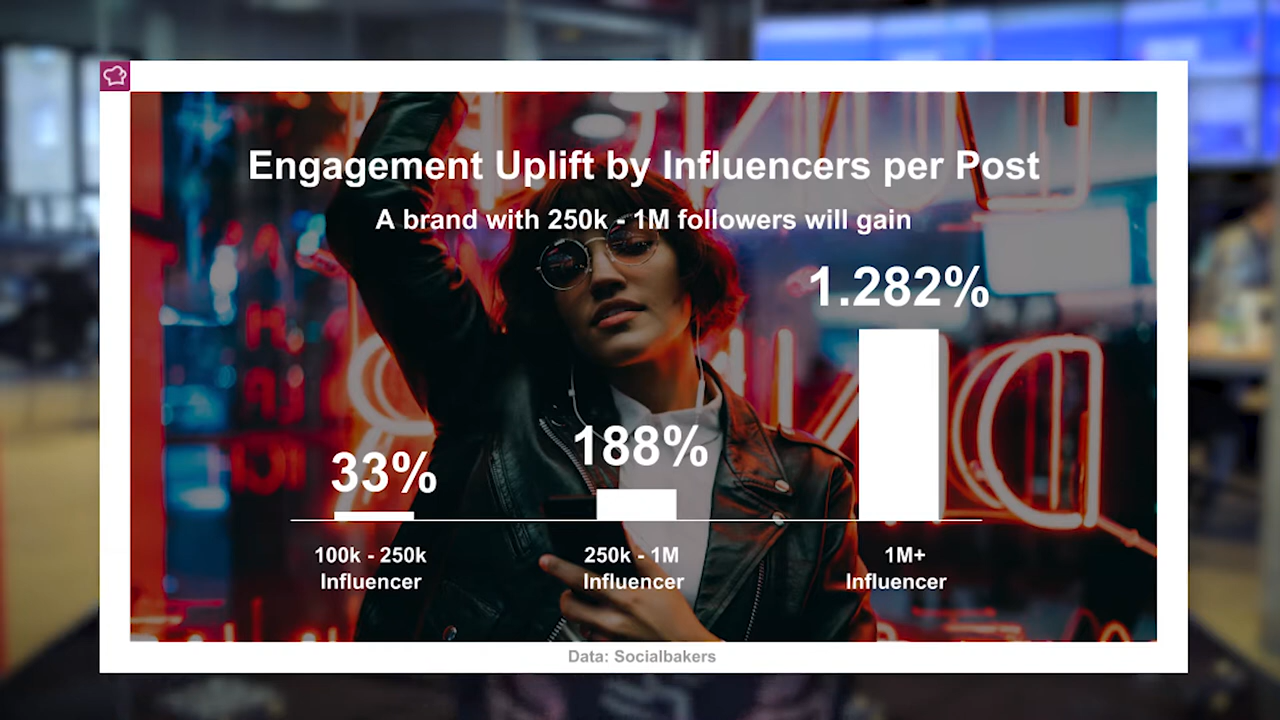 Engagement Uplift by Influencers per Post
A brand with 250k - 1M followers will gain
1.282%
188%
33%
100k - 250k
Influencer
250k - 1M
Influencer
1M+
Influencer
Data: Socialbakers